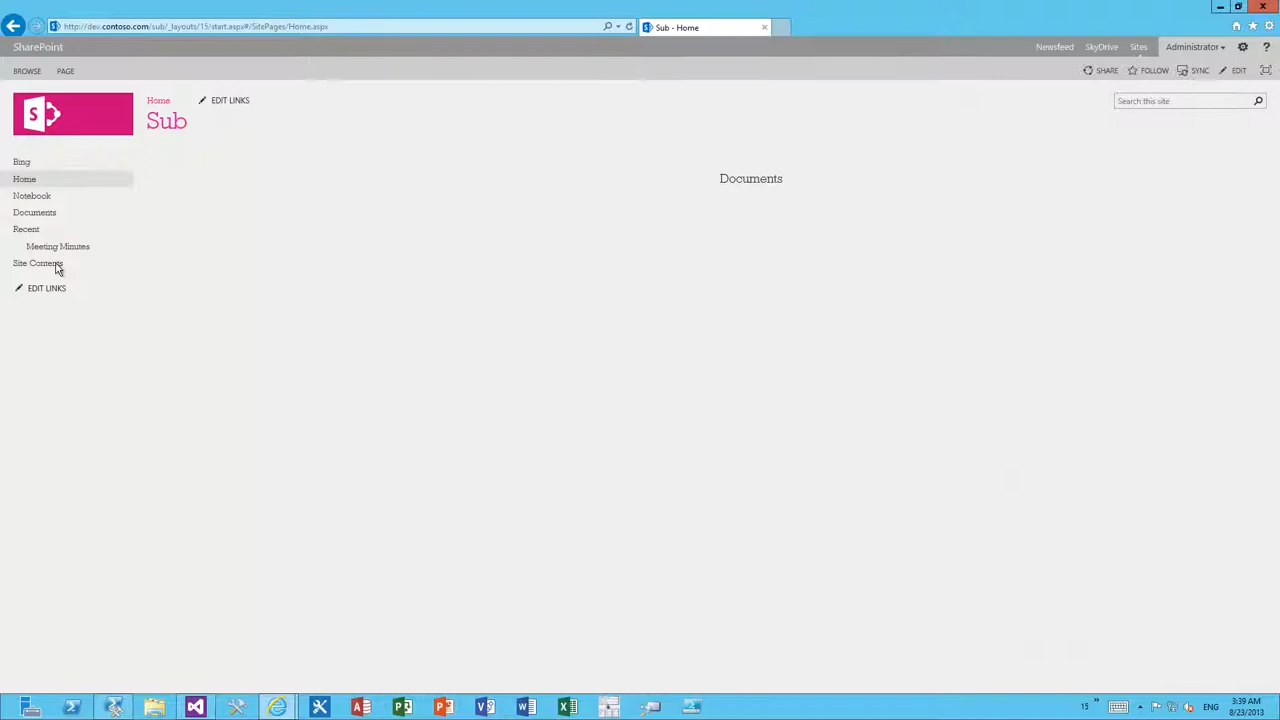 http://dev.contoso.com/sub/_layouts/15/start.aspx#/SitePages/Home.aspx
Sub - Home
SharePoint
Newsfeed SkyDrive Sites Administrator
BROWSE PAGE
SHARE FOLLOW SYNC EDIT
Home EDIT LINKS
Search this site
Sub
Bing
Home
Notebook
Documents
Recent
Meeting Minutes
Site Contents
EDIT LINKS
Documents
15
ENG
3:39 AM
8/23/2013